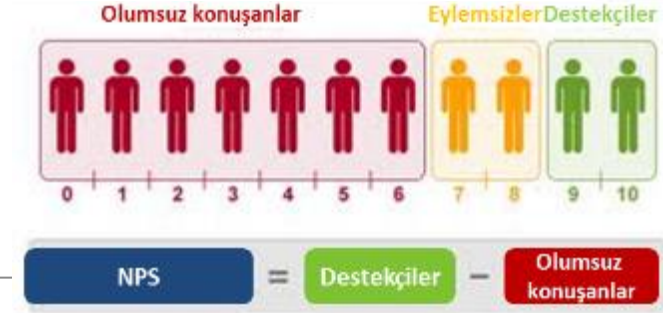 Olumsuz konuşanlar Eylemsizler Destekçiler
0 1 2 3 4 5 6 7 8 9 10
NPS = Destekçiler − Olumsuz
konuşanlar